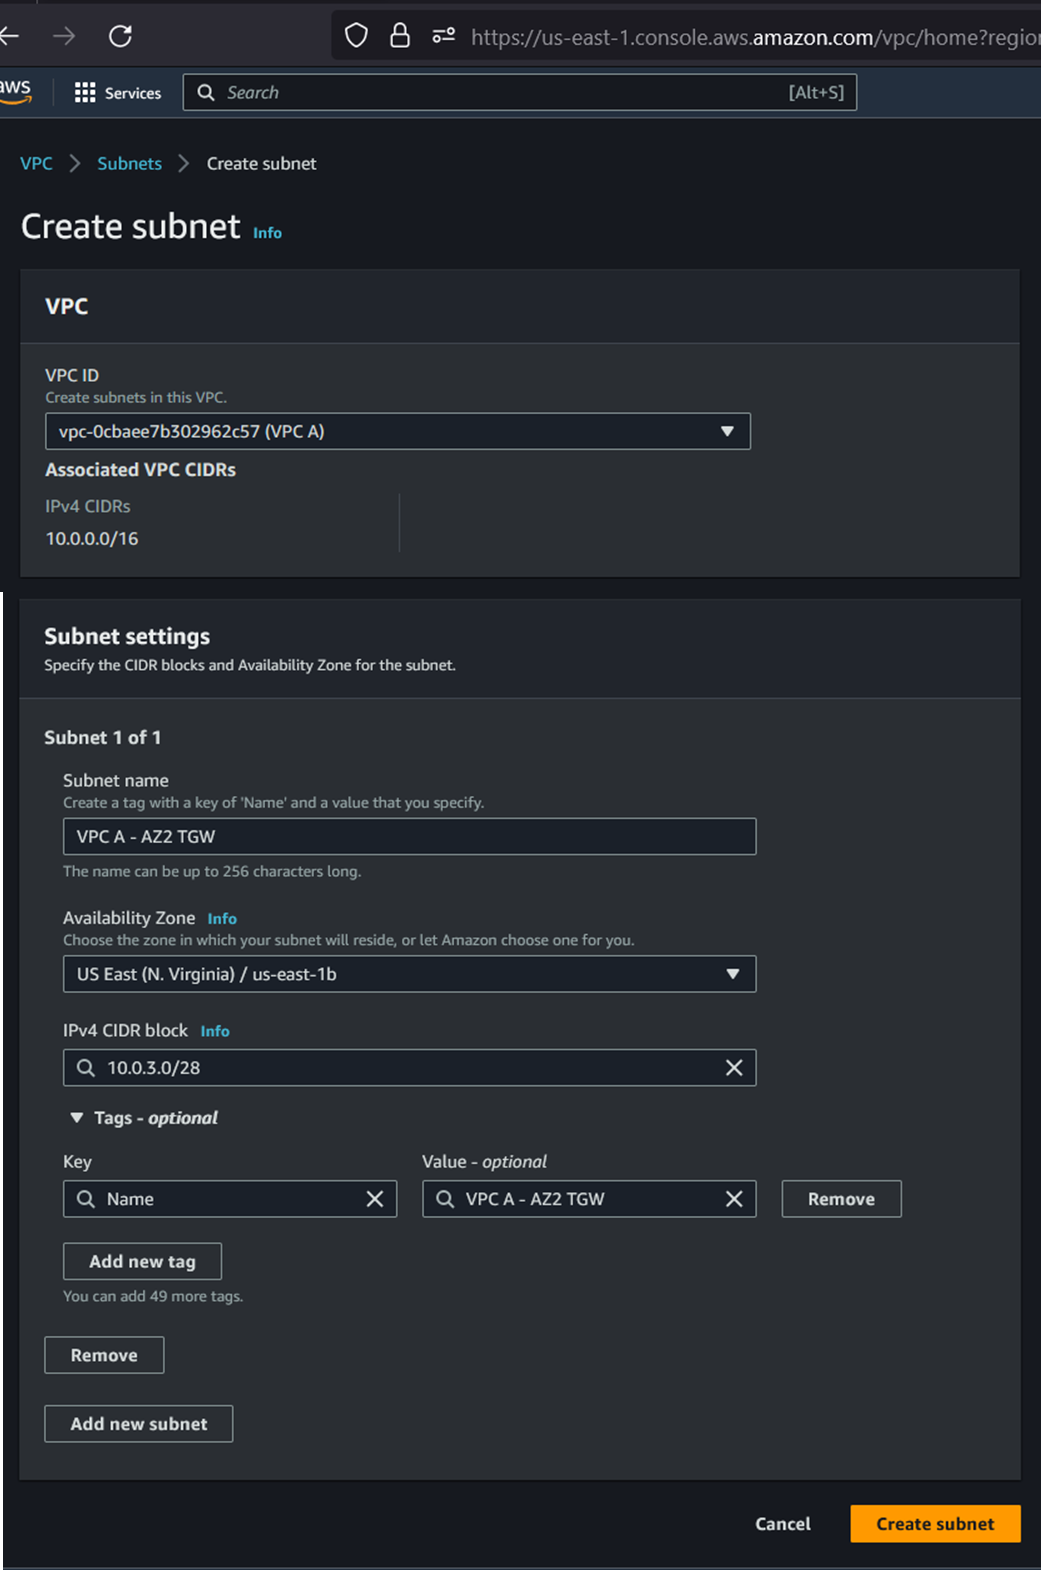 https://us-east-1.console.aws.amazon.com/vpc/home?regio
aws
Services
Search
[Alt+S]
VPC > Subnets > Create subnet
Create subnet Info
VPC
VPC ID
Create subnets in this VPC.
vpc-0cbaee7b302962c57 (VPC A)
Associated VPC CIDRs
IPv4 CIDRs
10.0.0.0/16
Subnet settings
Specify the CIDR blocks and Availability Zone for the subnet.
Subnet 1 of 1
Subnet name
Create a tag with a key of 'Name' and a value that you specify.
VPC A - AZ2 TGW
The name can be up to 256 characters long.
Availability Zone Info
Choose the zone in which your subnet will reside, or let Amazon choose one for you.
US East (N. Virginia) / us-east-1b
IPv4 CIDR block Info
10.0.3.0/28
Tags - optional
Key
Value - optional
Name
VPC A - AZ2 TGW
Remove
Add new tag
You can add 49 more tags.
Remove
Add new subnet
Cancel
Create subnet